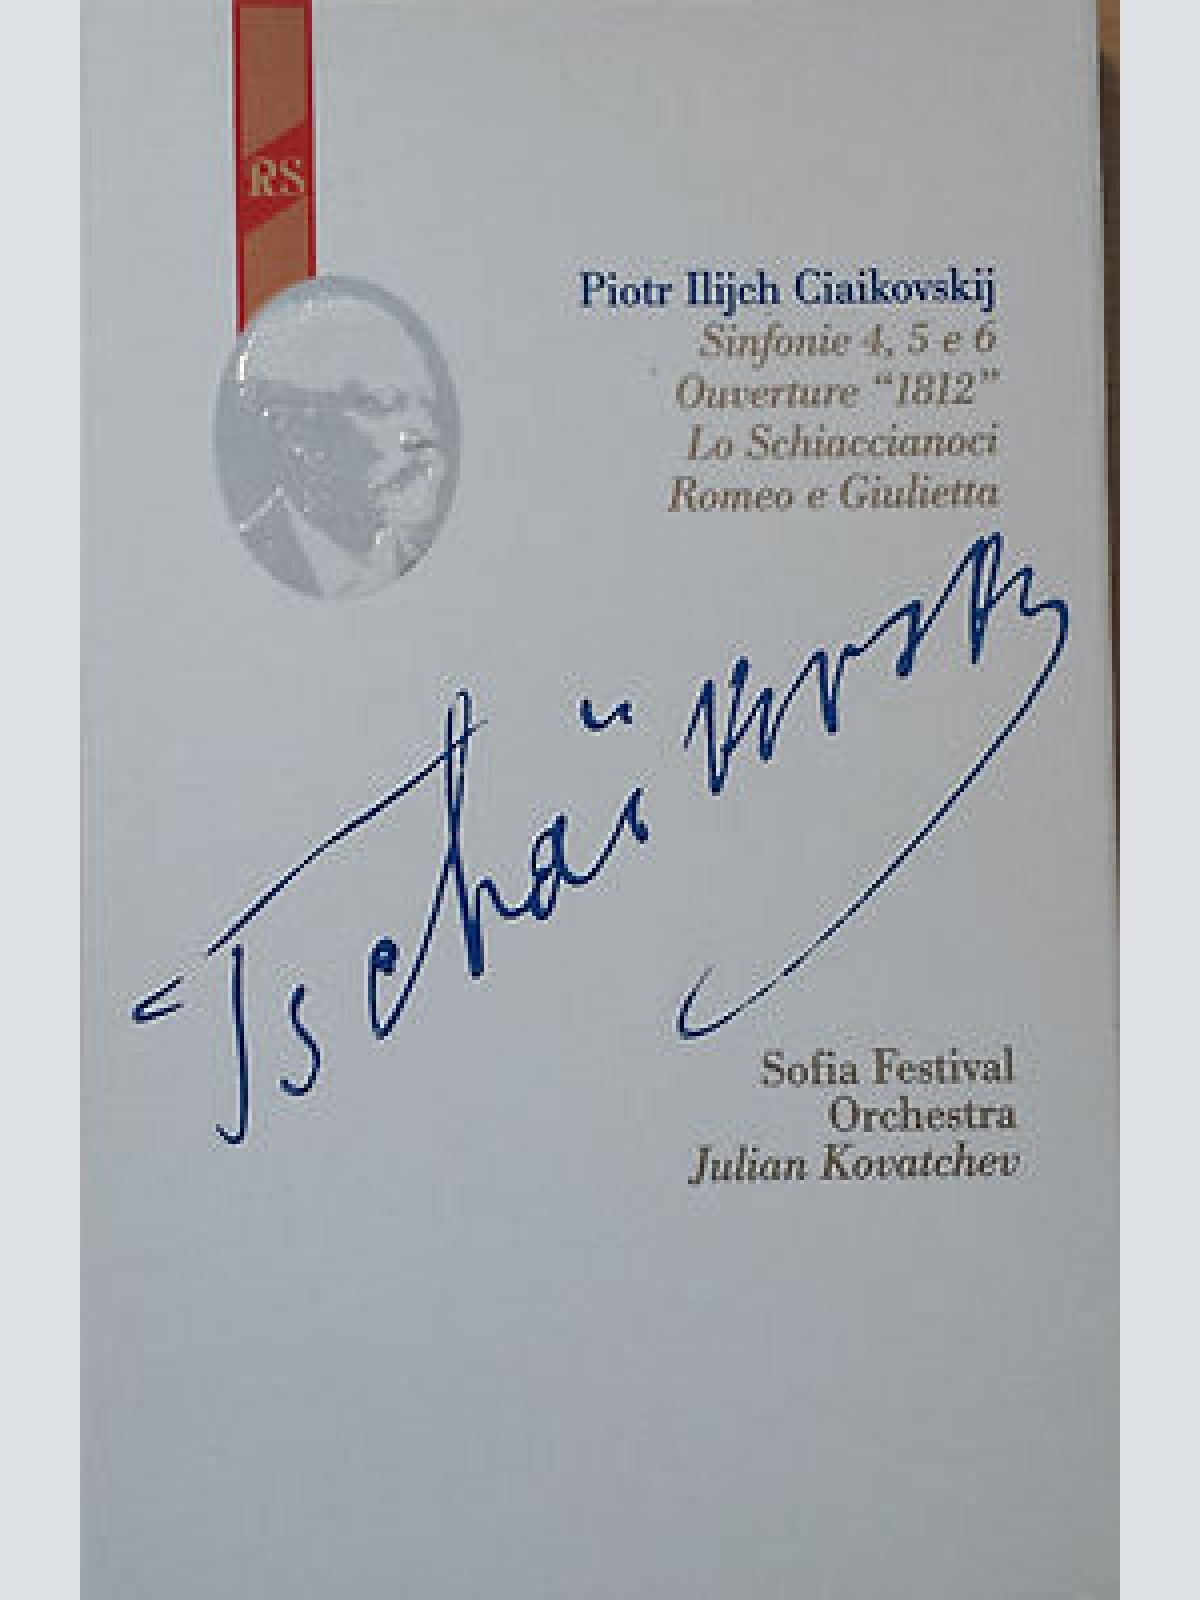 RS
Piotr Ilijch Ciaikovskij
Sinfonie 4, 5 e 6
Ouverture “1812”
Lo Schiaccianoci
Romeo e Giulietta
Tschaikovsky
Sofia Festival
Orchestra
Julian Kovatchev